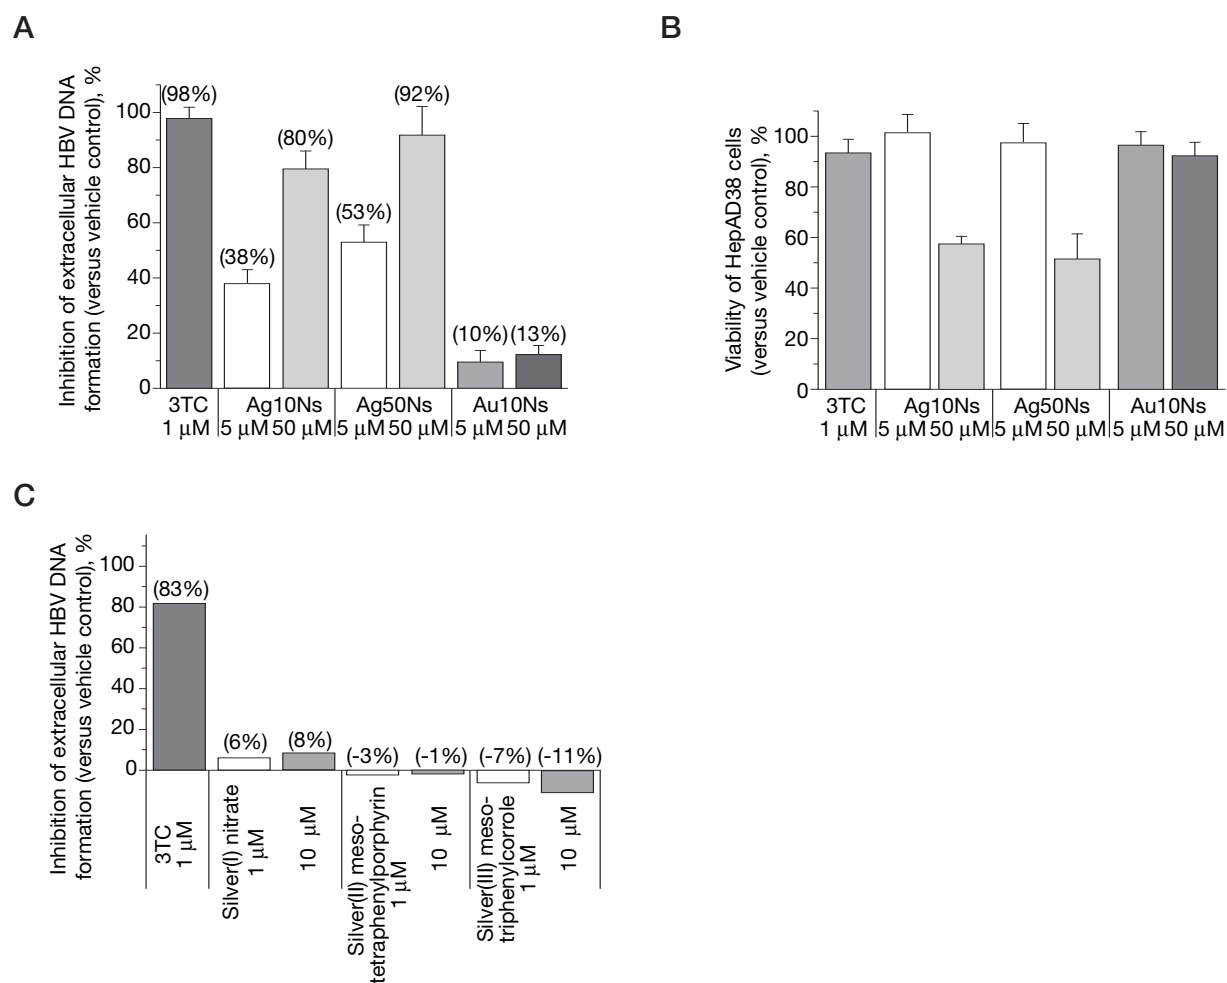 A
Inhibition of extracellular HBV DNA
formation (versus vehicle control), %
100
80
60
40
20
0
(98%)
(38%)
(80%)
(53%)
(92%)
(10%)
(13%)
3TC
1 µM
Ag10Ns
5 µM 50 µM
Ag50Ns
5 µM 50 µM
Au10Ns
5 µM 50 µM
B
Viability of HepAD38 cells
(versus vehicle control), %
100
80
60
40
20
0
3TC
1 µM
Ag10Ns
5 µM 50 µM
Ag50Ns
5 µM 50 µM
Au10Ns
5 µM 50 µM
C
Inhibition of extracellular HBV DNA
formation (versus vehicle control), %
100
80
60
40
20
0
(83%)
(6%)
(8%)
(-3%)
(-1%)
(-7%)
(-11%)
3TC
1 µM
Silver(I) nitrate
1 µM
10 µM
Silver(II) meso-
tetraphenylporphyrin
1 µM
10 µM
Silver(III) meso-
triphenylcorrole
1 µM
10 µM